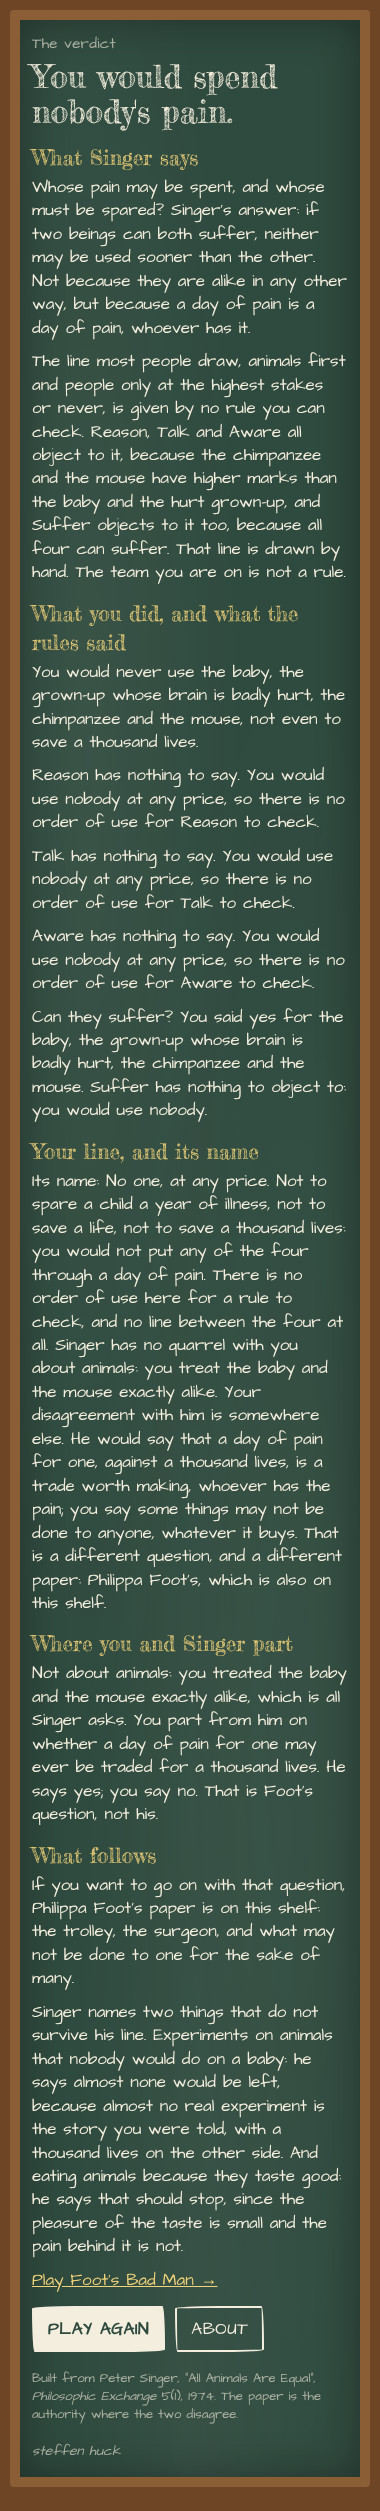 The verdict
You would spend
nobody's pain.
What Singer says
Whose pain may be spent, and whose
must be spared? Singer's answer: if
two beings can both suffer, neither
may be used sooner than the other.
Not because they are alike in any other
way, but because a day of pain is a
day of pain, whoever has it.
The line most people draw, animals first
and people only at the highest stakes
or never, is given by no rule you can
check. Reason, Talk and Aware all
object to it, because the chimpanzee
and the mouse have higher marks than
the baby and the hurt grown-up, and
Suffer objects to it too, because all
four can suffer. That line is drawn by
hand. The team you are on is not a rule.
What you did, and what the
rules said
You would never use the baby, the
grown-up whose brain is badly hurt, the
chimpanzee and the mouse, not even to
save a thousand lives.
Reason has nothing to say. You would
use nobody at any price, so there is no
order of use for Reason to check.
Talk has nothing to say. You would use
nobody at any price, so there is no
order of use for Talk to check.
Aware has nothing to say. You would
use nobody at any price, so there is no
order of use for Aware to check.
Can they suffer? You said yes for the
baby, the grown-up whose brain is
badly hurt, the chimpanzee and the
mouse. Suffer has nothing to object to:
you would use nobody.
Your line, and its name
Its name: No one, at any price. Not to
spare a child a year of illness, not to
save a life, not to save a thousand lives:
you would not put any of the four
through a day of pain. There is no
order of use here for a rule to
check, and no line between the four at
all. Singer has no quarrel with you
about animals: you treat the baby and
the mouse exactly alike. Your
disagreement with him is somewhere
else. He would say that a day of pain
for one, against a thousand lives, is a
trade worth making, whoever has the
pain; you say some things may not be
done to anyone, whatever it buys. That
is a different question, and a different
paper: Philippa Foot's, which is also on
this shelf.
Where you and Singer part
Not about animals: you treated the baby
and the mouse exactly alike, which is all
Singer asks. You part from him on
whether a day of pain for one may
ever be traded for a thousand lives. He
says yes; you say no. That is Foot's
question, not his.
What follows
If you want to go on with that question,
Philippa Foot's paper is on this shelf:
the trolley, the surgeon, and what may
not be done to one for the sake of
many.
Singer names two things that do not
survive his line. Experiments on animals
that nobody would do on a baby: he
says almost none would be left,
because almost no real experiment is
the story you were told, with a
thousand lives on the other side. And
eating animals because they taste good:
he says that should stop, since the
pleasure of the taste is small and the
pain behind it is not.
Play Foot's Bad Man →
PLAY AGAIN ABOUT
Built from Peter Singer, "All Animals Are Equal",
Philosophic Exchange 5(1), 1974. The paper is the
authority where the two disagree.
steffen huck